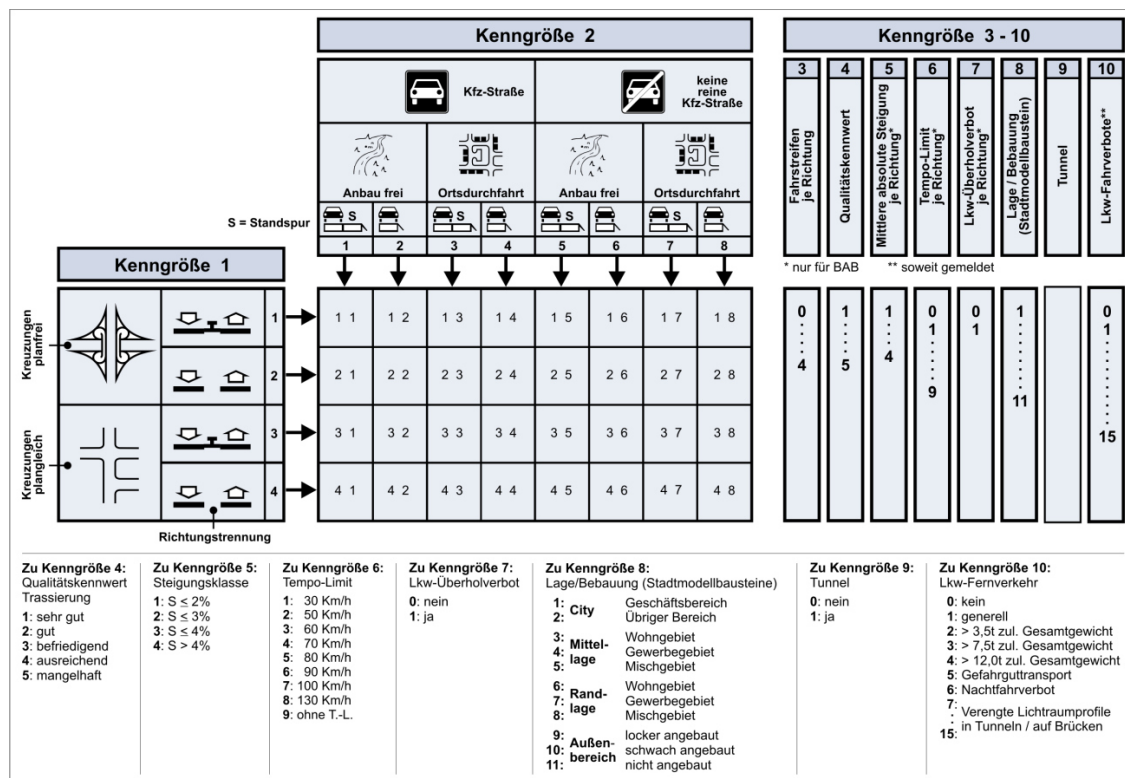 Kenngröße 2
Kenngröße 3 - 10
Kfz-Straße
keine
reine
Kfz-Straße
Anbau frei
Ortsdurchfahrt
Anbau frei
Ortsdurchfahrt
S = Standspur
S
S
S
S
1 2 3 4 5 6 7 8
3 4 5 6 7 8 9 10
Fahrstreifen
je Richtung
Qualitätskennwert
Mittlere absolute Steigung
je Richtung*
Tempo-Limit
je Richtung*
Lkw-Überholverbot
je Richtung*
Lage / Bebauung
(Stadtmodellbaustein)
Tunnel
Lkw-Fahrverbote**
* nur für BAB
** soweit gemeldet
Kenngröße 1
Kreuzungen
planfrei
Kreuzungen
plangleich
1
1 1 1 2 1 3 1 4 1 5 1 6 1 7 1 8
2
2 1 2 2 2 3 2 4 2 5 2 6 2 7 2 8
3
3 1 3 2 3 3 3 4 3 5 3 6 3 7 3 8
4
4 1 4 2 4 3 4 4 4 5 4 6 4 7 4 8
0
4
1
5
1
4
0
1
9
0
1
1
11
0
1
15
Richtungstrennung
Zu Kenngröße 4:
Qualitätskennwert
Trassierung
1: sehr gut
2: gut
3: befriedigend
4: ausreichend
5: mangelhaft
Zu Kenngröße 5:
Steigungsklasse
1: S ≤ 2%
2: S ≤ 3%
3: S ≤ 4%
4: S > 4%
Zu Kenngröße 6:
Tempo-Limit
1: 30 Km/h
2: 50 Km/h
3: 60 Km/h
4: 70 Km/h
5: 80 Km/h
6: 90 Km/h
7: 100 Km/h
8: 130 Km/h
9: ohne T.-L.
Zu Kenngröße 7:
Lkw-Überholverbot
0: nein
1: ja
Zu Kenngröße 8:
Lage/Bebauung (Stadtmodellbausteine)
1: City Geschäftsbereich
2: Übriger Bereich
3: Mittel- Wohngebiet
4: lage Gewerbegebiet
5: Mischgebiet
6: Rand- Wohngebiet
7: lage Gewerbegebiet
8: Mischgebiet
9: Außen- locker angebaut
10: bereich schwach angebaut
11: nicht angebaut
Zu Kenngröße 9:
Tunnel
0: nein
1: ja
Zu Kenngröße 10:
Lkw-Fernverkehr
0: kein
1: generell
2: > 3,5t zul. Gesamtgewicht
3: > 7,5t zul. Gesamtgewicht
4: > 12,0t zul. Gesamtgewicht
5: Gefahrguttransport
6: Nachtfahrverbot
7:
: Verengte Lichtraumprofile
15: in Tunneln / auf Brücken